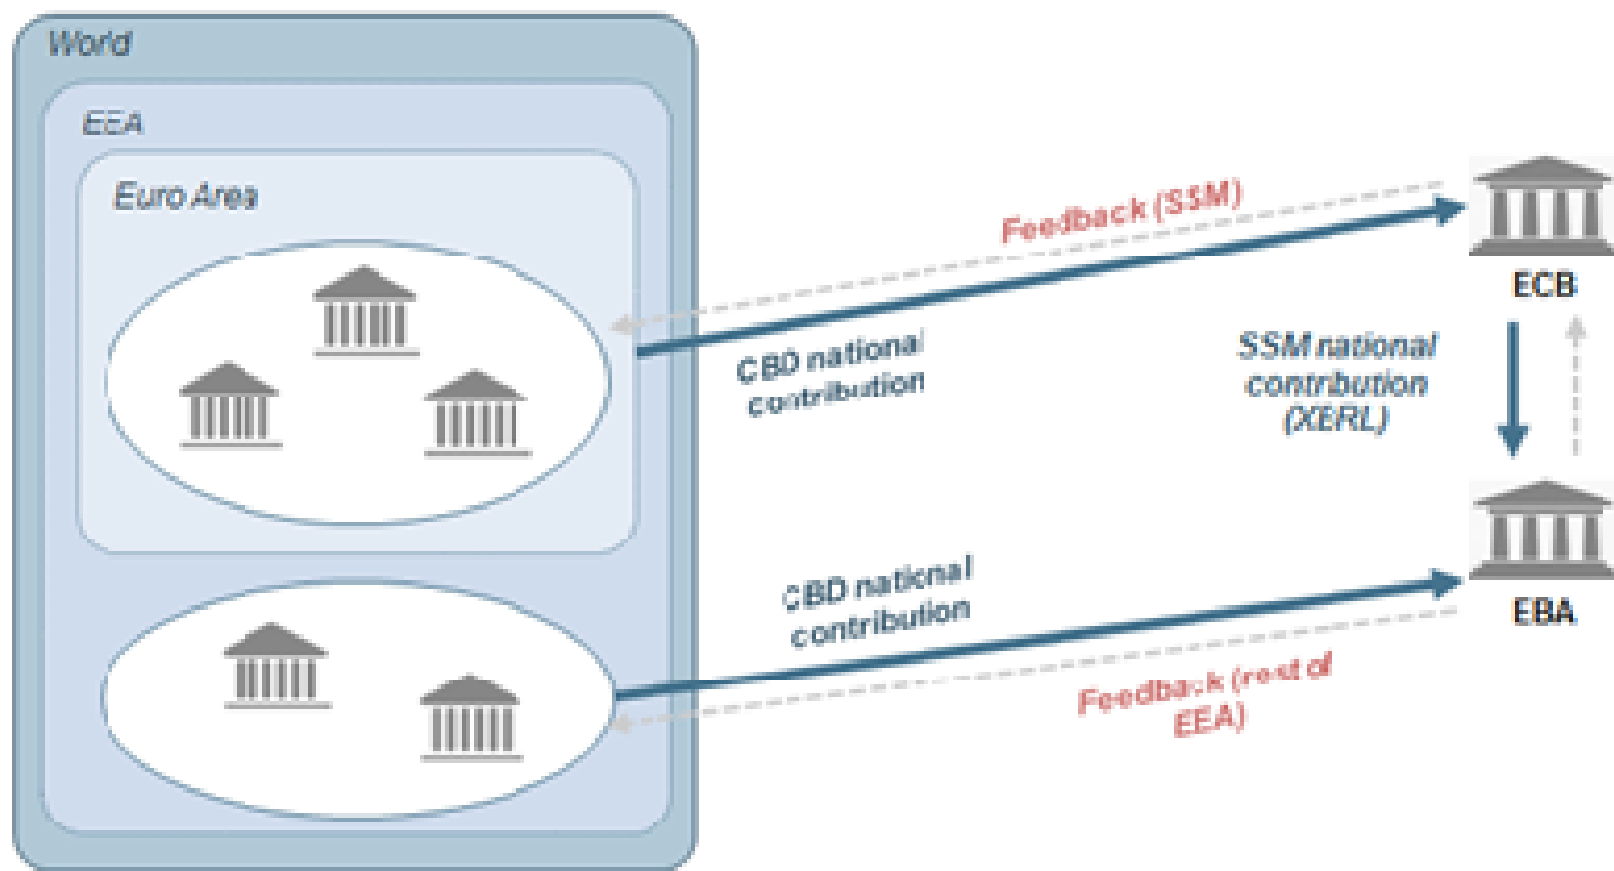 World
EEA
Euro Area
Feedback (SSM)
ECB
CBD national
contribution
SSM national
contribution
(XERL)
CBD national
contribution
EBA
Feedback (rest of
EEA)